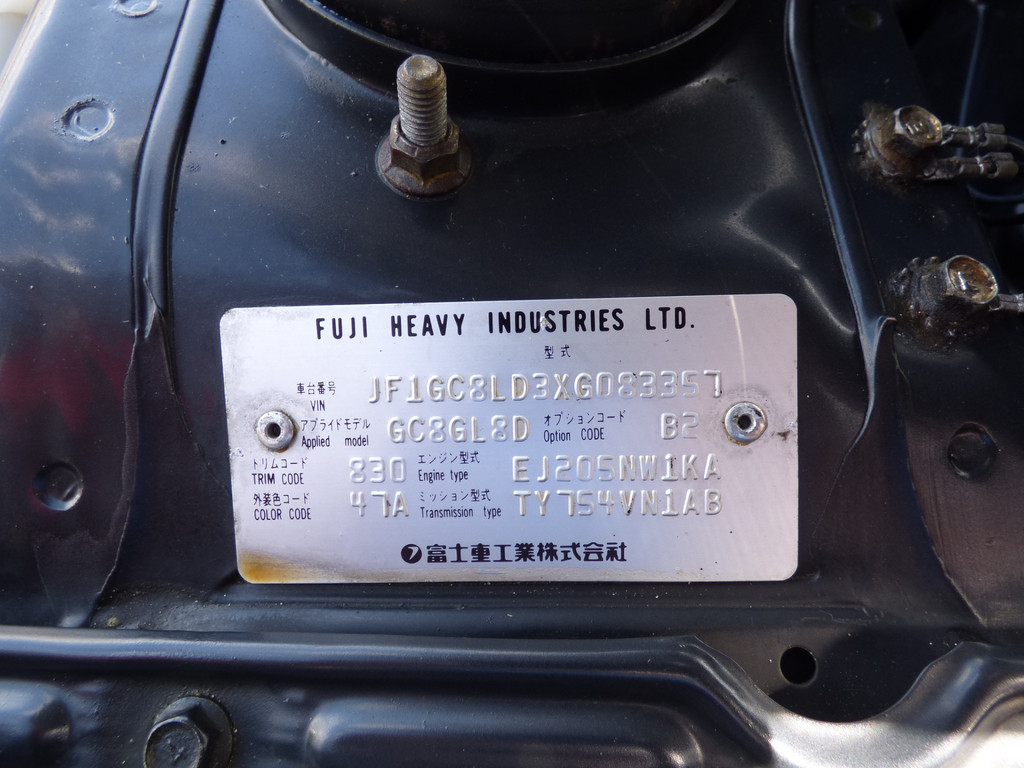 FUJI HEAVY INDUSTRIES LTD.
型式
車台番号 VIN JF1GC8LD3XG083357
アプライドモデル Applied model GC8GL8D オプションコード Option CODE B2
トリムコード TRIM CODE 830 エンジン型式 Engine type EJ205NW1KA
外装色コード COLOR CODE 47A ミッション型式 Transmission type TY754VN1AB
富士重工業株式会社